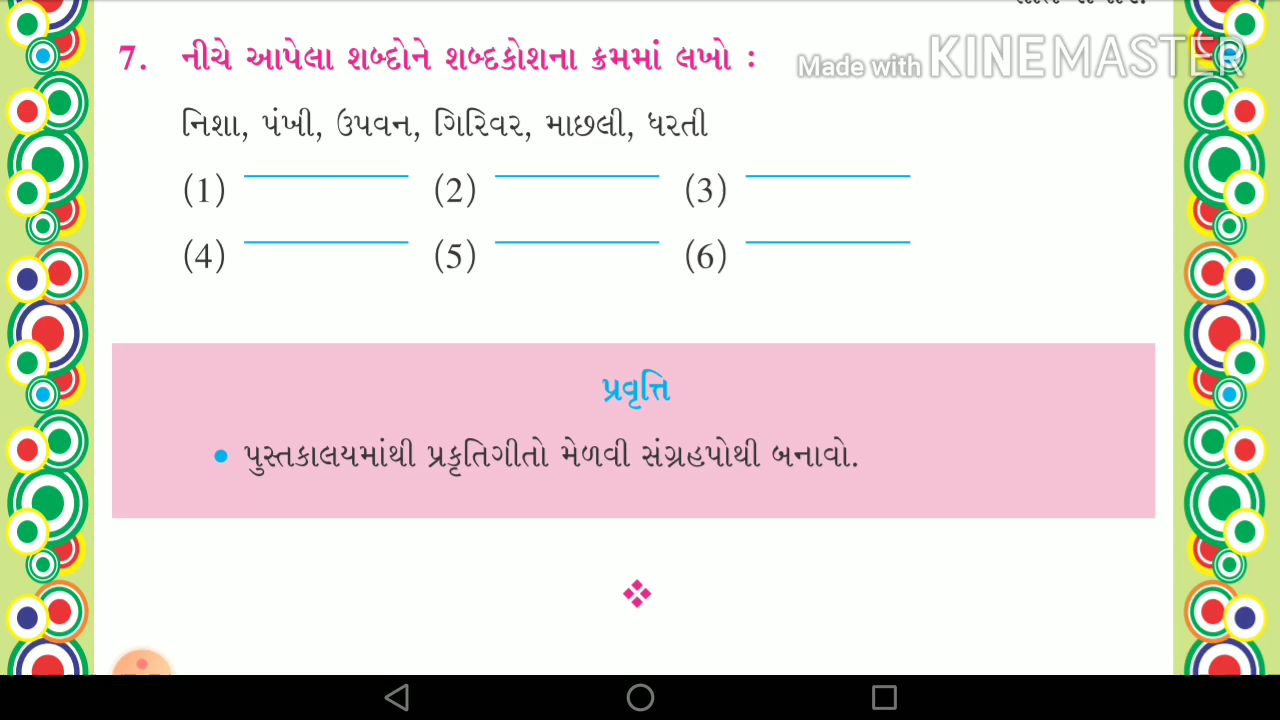 7. નીચે આપેલા શબ્દોને શબ્દકોશના ક્રમમાં લખો :
Made with KINEMASTER
નિશા, પંખી, ઉપવન, ગિરિવર, માછલી, ધરતી
(1) (2) (3)
(4) (5) (6)
પ્રવૃત્તિ
• પુસ્તકાલયમાંથી પ્રકૃતિગીતો મેળવી સંગ્રહપોથી બનાવો.